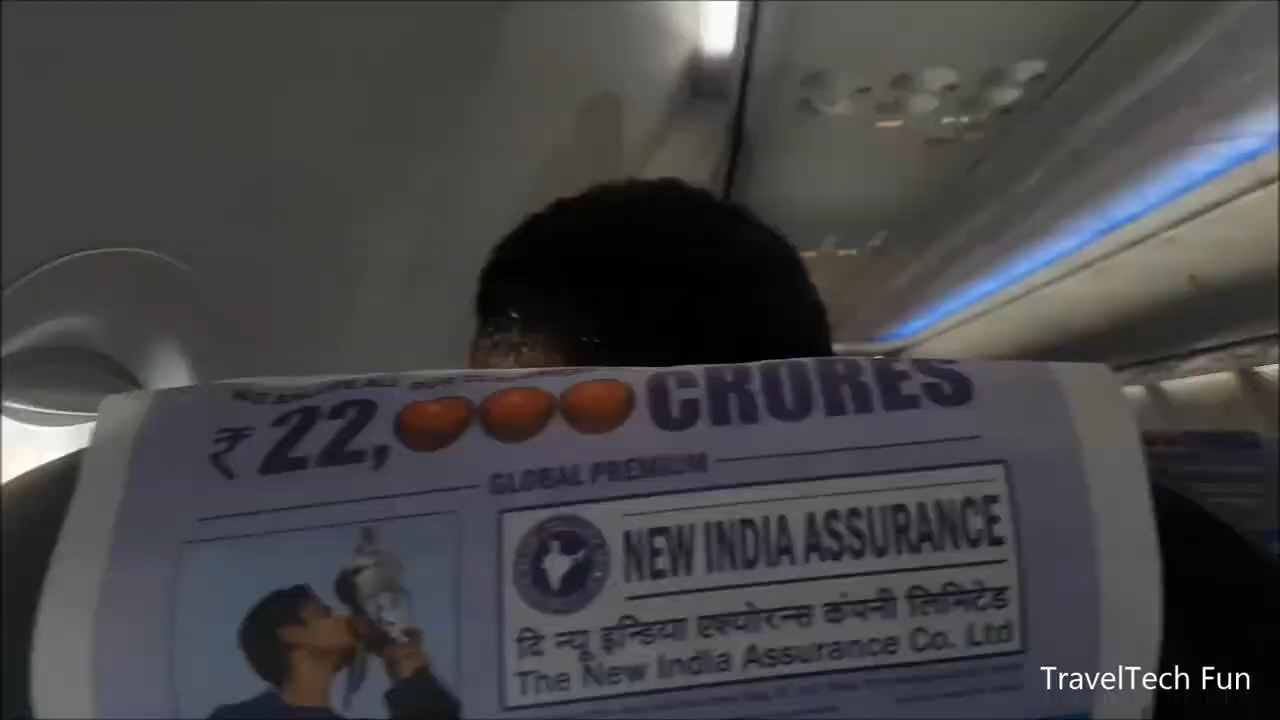 ₹22, CRORES
GLOBAL PREMIUM
NEW INDIA ASSURANCE
दि न्यू इन्डिया एश्योरन्स कंपनी लिमिटेड
The New India Assurance Co. Ltd
TravelTech Fun